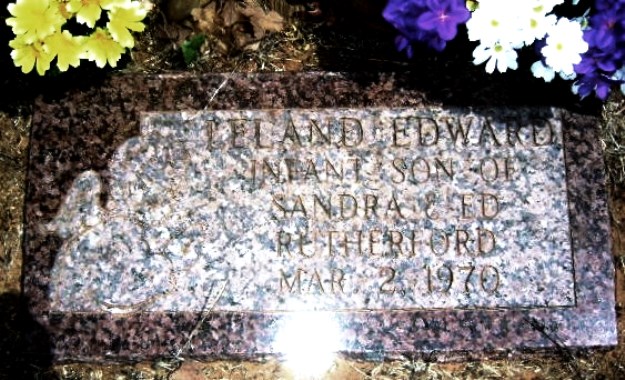 LELAND EDWARD
INFANT SON OF
SANDRA & ED
RUTHERFORD
MAR. 2, 1970